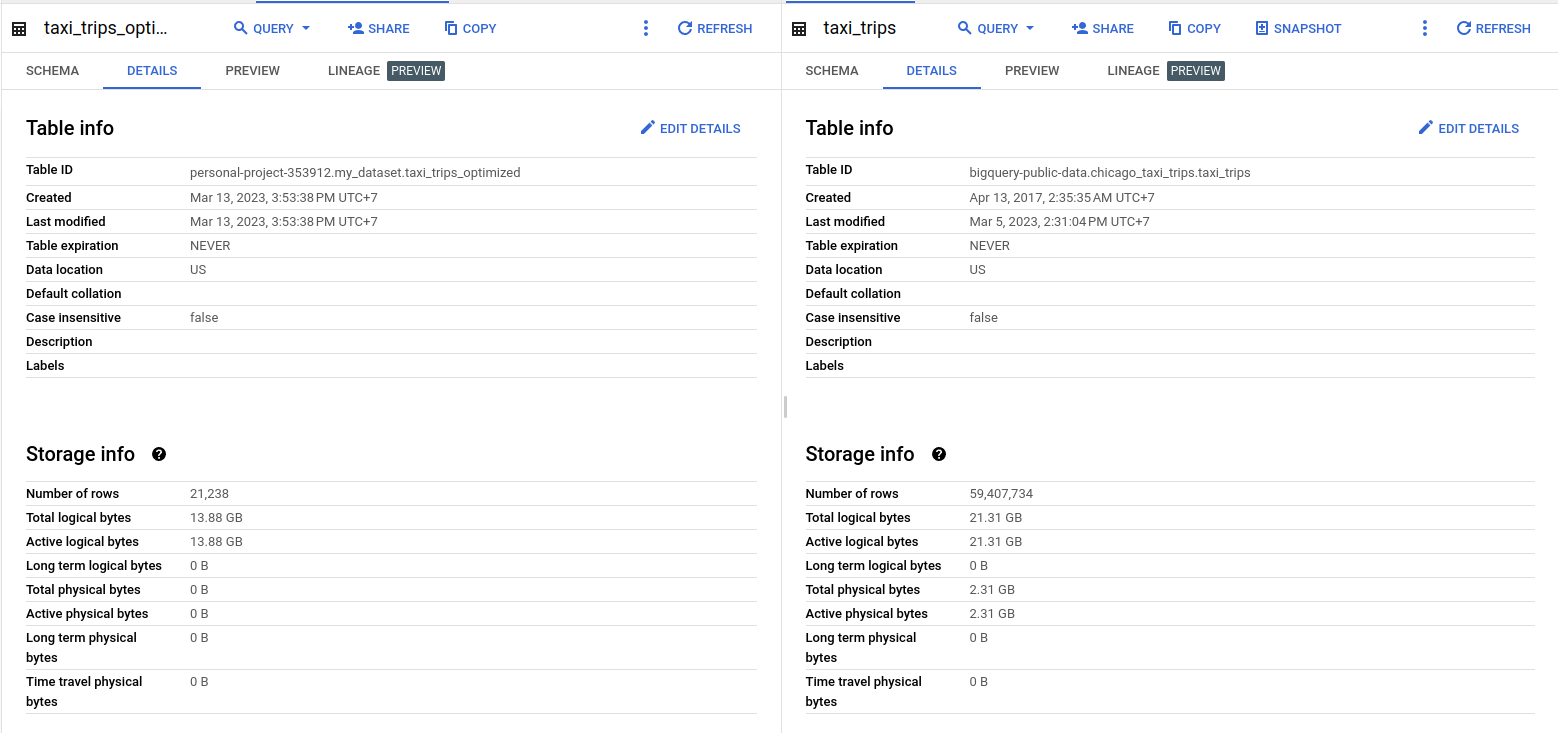 taxi_trips_opti...
QUERY
SHARE
COPY
REFRESH
SCHEMA
DETAILS
PREVIEW
LINEAGE PREVIEW
Table info
EDIT DETAILS
Table ID personal-project-353912.my_dataset.taxi_trips_optimized
Created Mar 13, 2023, 3:53:38 PM UTC+7
Last modified Mar 13, 2023, 3:53:38 PM UTC+7
Table expiration NEVER
Data location US
Default collation
Case insensitive false
Description
Labels
Storage info
Number of rows 21,238
Total logical bytes 13.88 GB
Active logical bytes 13.88 GB
Long term logical bytes 0 B
Total physical bytes 0 B
Active physical bytes 0 B
Long term physical 0 B
bytes
Time travel physical 0 B
bytes
taxi_trips
QUERY
SHARE
COPY
SNAPSHOT
REFRESH
SCHEMA
DETAILS
PREVIEW
LINEAGE PREVIEW
Table info
EDIT DETAILS
Table ID bigquery-public-data.chicago_taxi_trips.taxi_trips
Created Apr 13, 2017, 2:35:35 AM UTC+7
Last modified Mar 5, 2023, 2:31:04 PM UTC+7
Table expiration NEVER
Data location US
Default collation
Case insensitive false
Description
Labels
Storage info
Number of rows 59,407,734
Total logical bytes 21.31 GB
Active logical bytes 21.31 GB
Long term logical bytes 0 B
Total physical bytes 2.31 GB
Active physical bytes 2.31 GB
Long term physical 0 B
bytes
Time travel physical 0 B
bytes